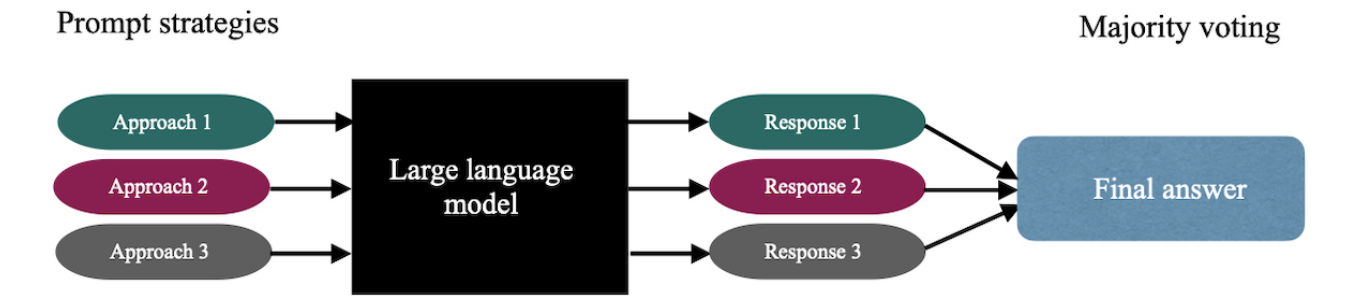 Prompt strategies
Majority voting
Approach 1
Response 1
Approach 2
Large language
model
Response 2
Final answer
Approach 3
Response 3